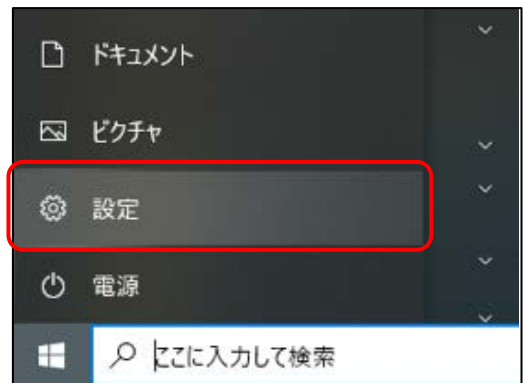 ドキュメント
ピクチャ
設定
電源
ここに入力して検索